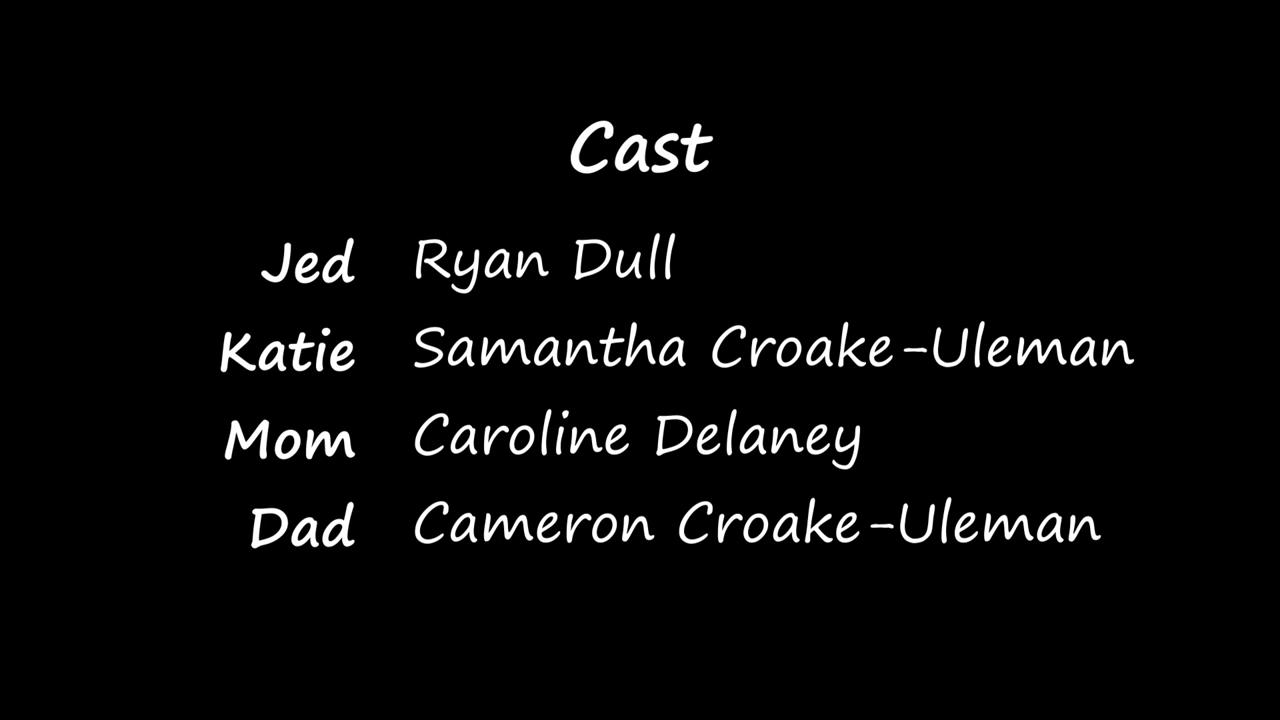 Cast
Jed Ryan Dull
Katie Samantha Croake-Uleman
Mom Caroline Delaney
Dad Cameron Croake-Uleman